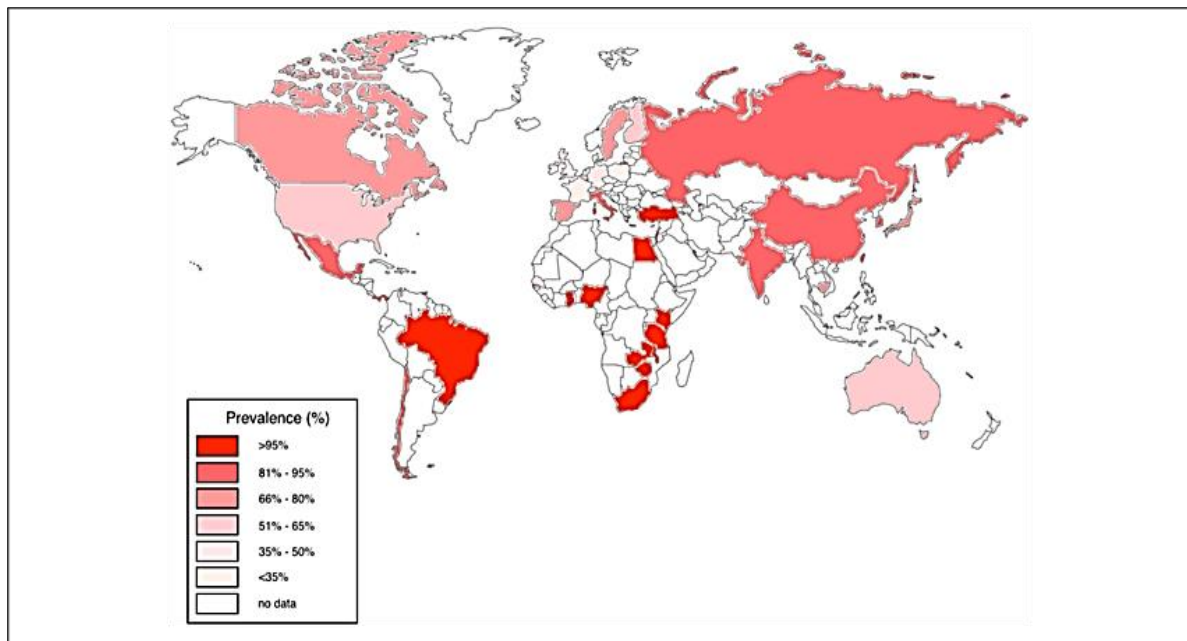 Prevalence (%)
>95%
81% - 95%
66% - 80%
51% - 65%
35% - 50%
<35%
no data